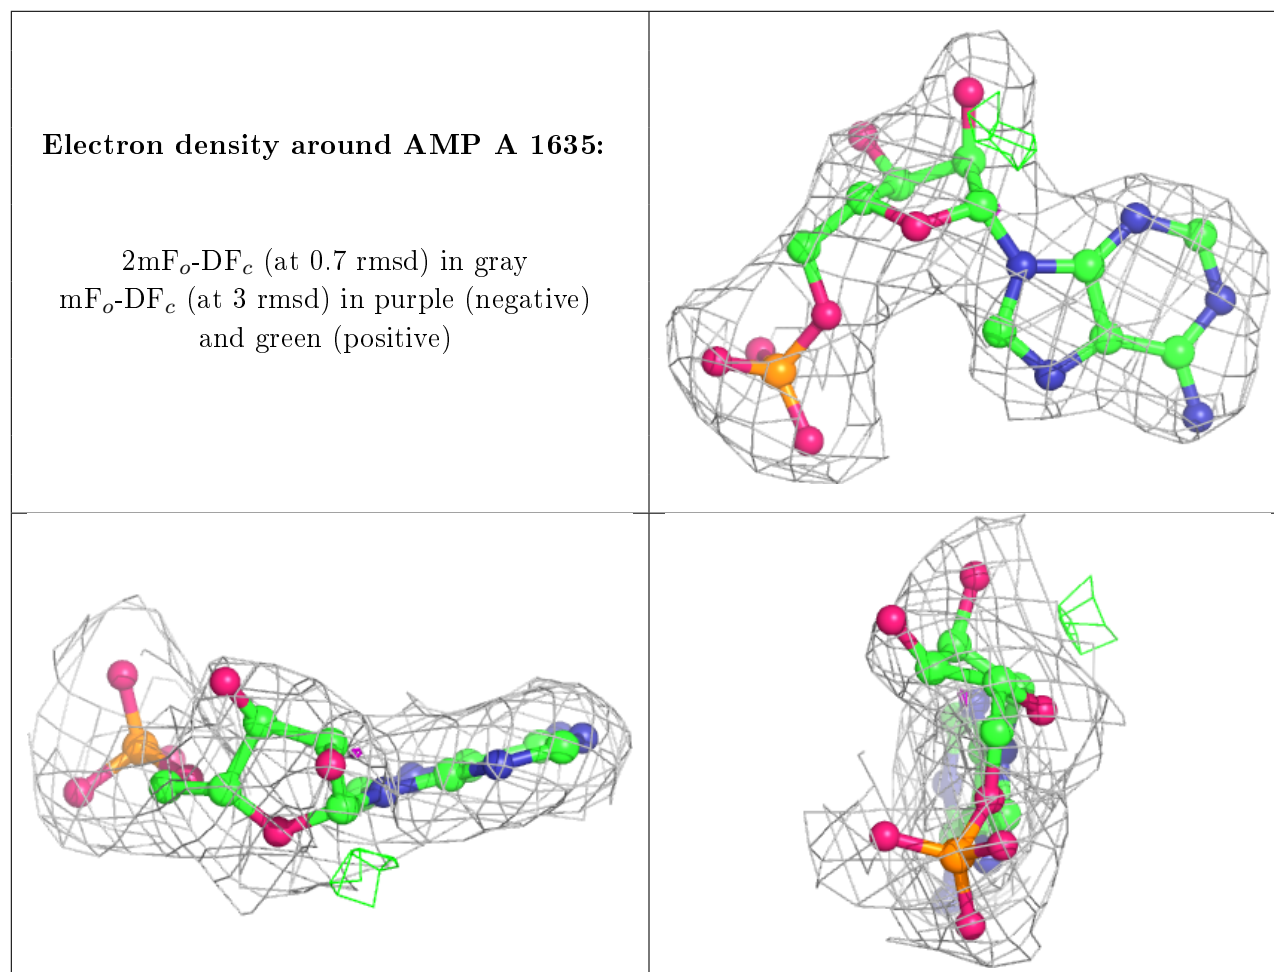 Electron density around AMP A 1635:
2mFo-DFc (at 0.7 rmsd) in gray
mFo-DFc (at 3 rmsd) in purple (negative)
and green (positive)